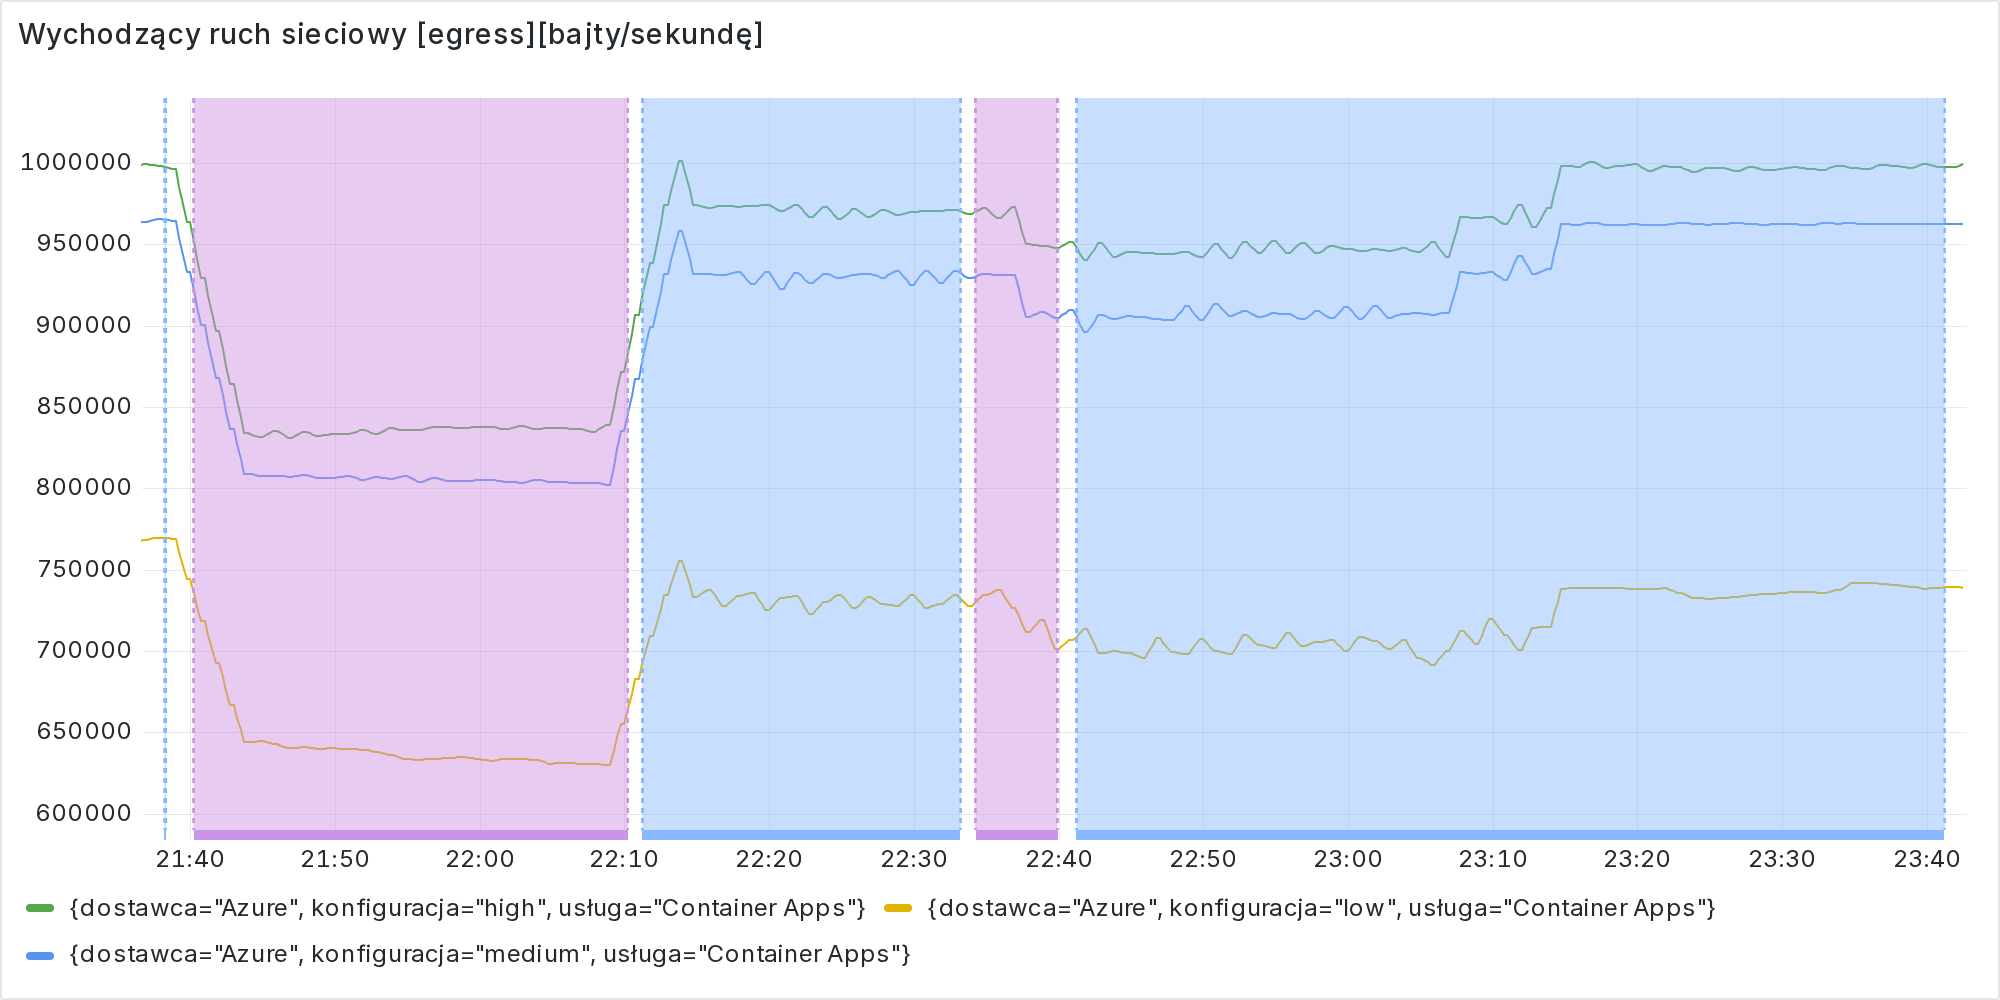 Wychodzący ruch sieciowy [egress][bajty/sekundę]
1000000
950000
900000
850000
800000
750000
700000
650000
600000
21:40 21:50 22:00 22:10 22:20 22:30 22:40 22:50 23:00 23:10 23:20 23:30 23:40
{dostawca="Azure", konfiguracja="high", usługa="Container Apps"} {dostawca="Azure", konfiguracja="low", usługa="Container Apps"}
{dostawca="Azure", konfiguracja="medium", usługa="Container Apps"}